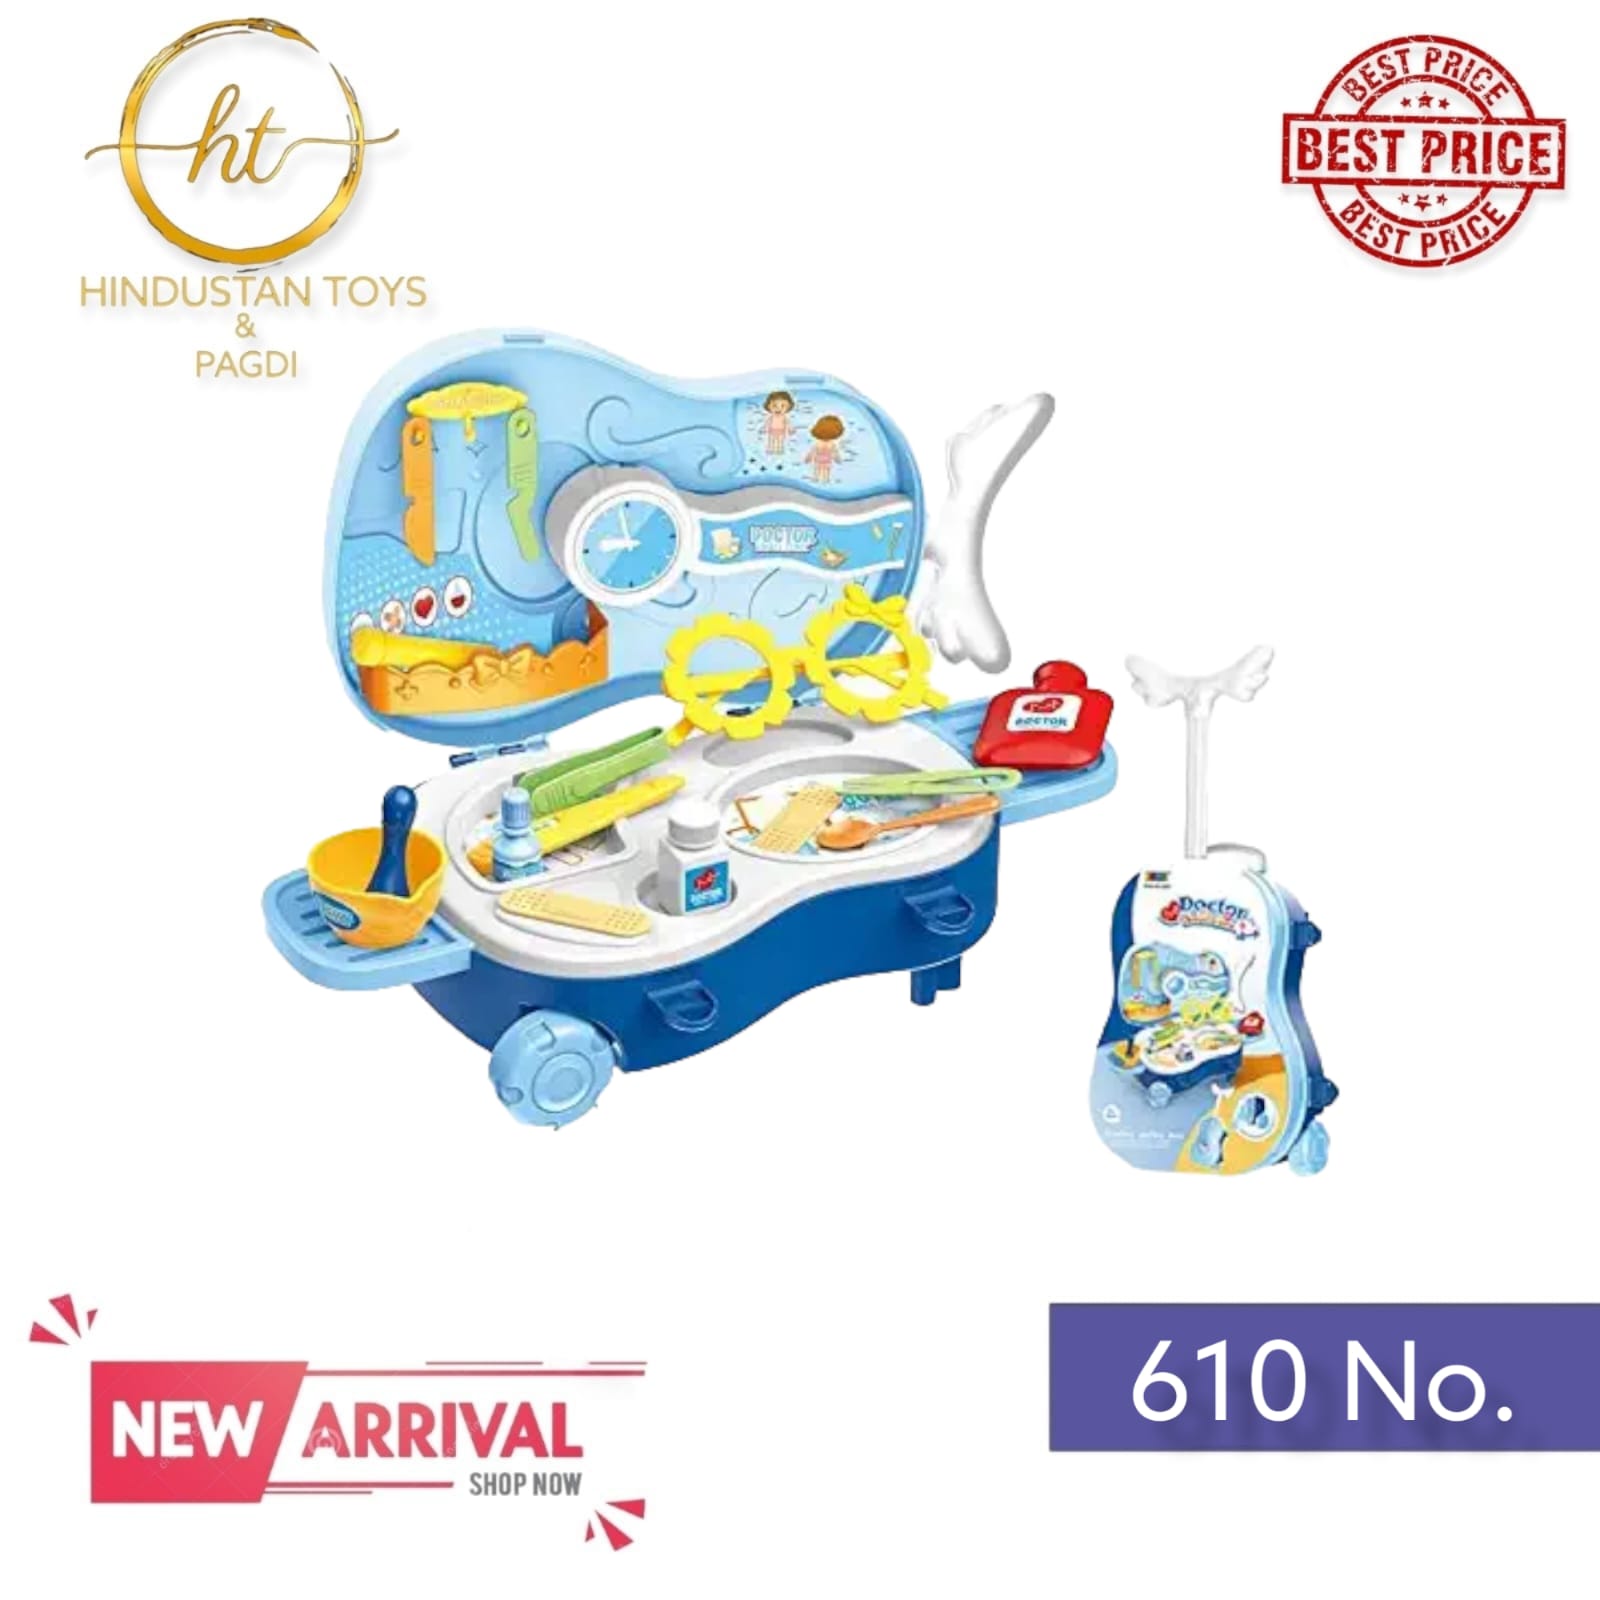 ht
HINDUSTAN TOYS
&
PAGDI
BEST PRICE
BEST PRICE
BEST PRICE
DOCTOR
DOCTOR
Doctor
NEW ARRIVAL
SHOP NOW
610 No.